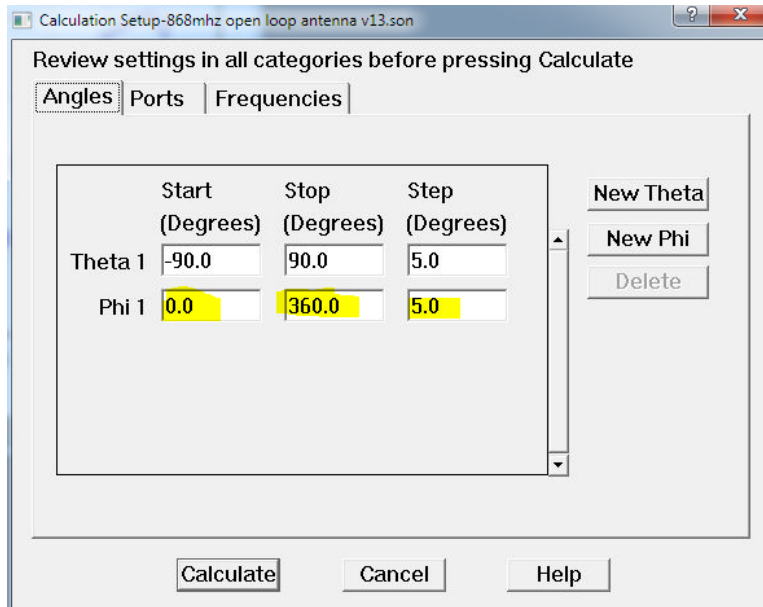 Calculation Setup-868mhz open loop antenna v13.son
Review settings in all categories before pressing Calculate
Angles Ports Frequencies
Start Stop Step
(Degrees) (Degrees) (Degrees)
Theta 1 -90.0 90.0 5.0
Phi 1 0.0 360.0 5.0
New Theta
New Phi
Delete
Calculate Cancel Help